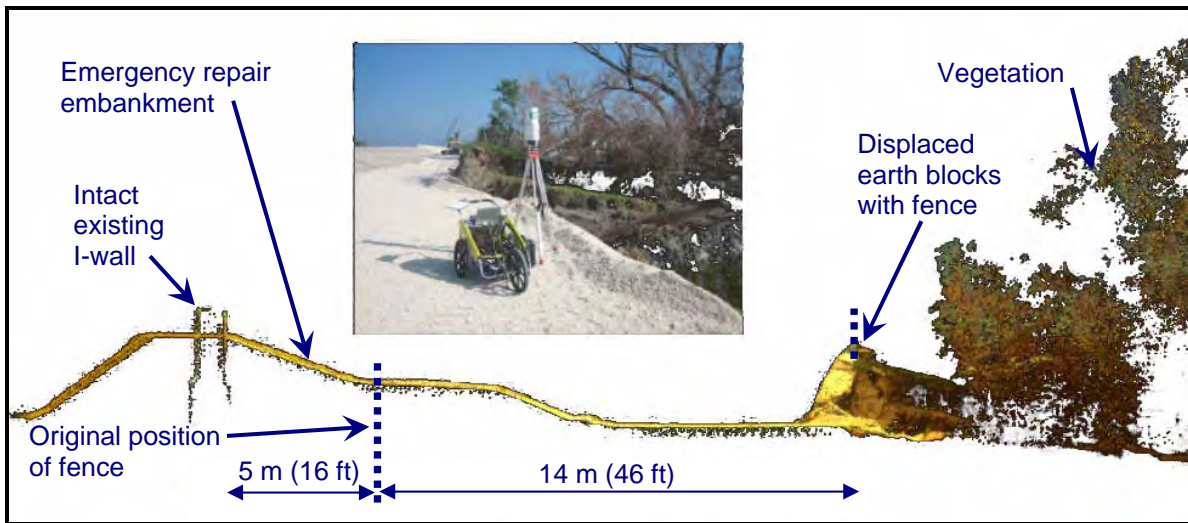 Emergency repair
embankment
Vegetation
Displaced
earth blocks
with fence
Intact
existing
I-wall
Original position
of fence
5 m (16 ft)
14 m (46 ft)